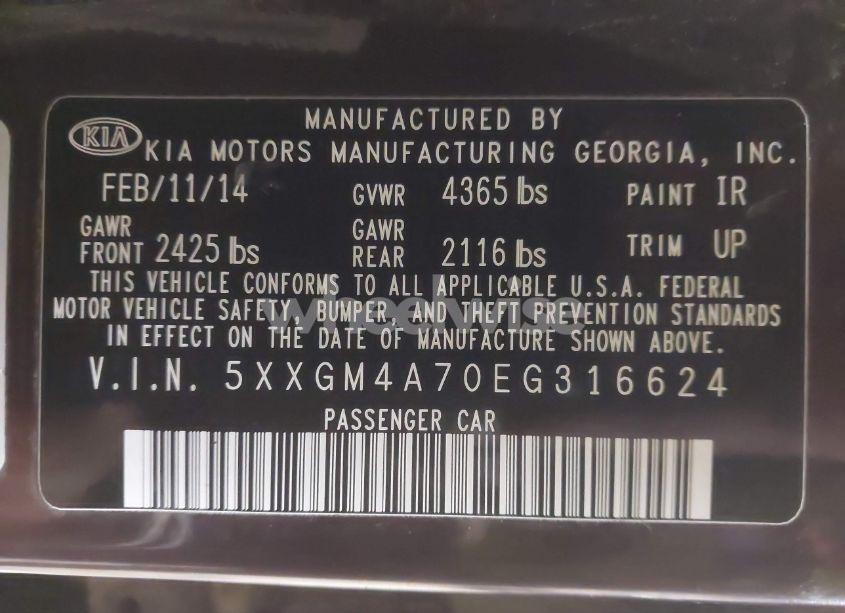 MANUFACTURED BY
KIA KIA MOTORS MANUFACTURING GEORGIA, INC.
FEB/11/14 GVWR 4365 lbs PAINT IR
GAWR FRONT 2425 lbs GAWR REAR 2116 lbs TRIM UP
THIS VEHICLE CONFORMS TO ALL APPLICABLE U.S.A. FEDERAL
MOTOR VEHICLE SAFETY, BUMPER, AND THEFT PREVENTION STANDARDS
IN EFFECT ON THE DATE OF MANUFACTURE SHOWN ABOVE.
V.I.N. 5XXGM4A70EG316624
PASSENGER CAR
wheelwise